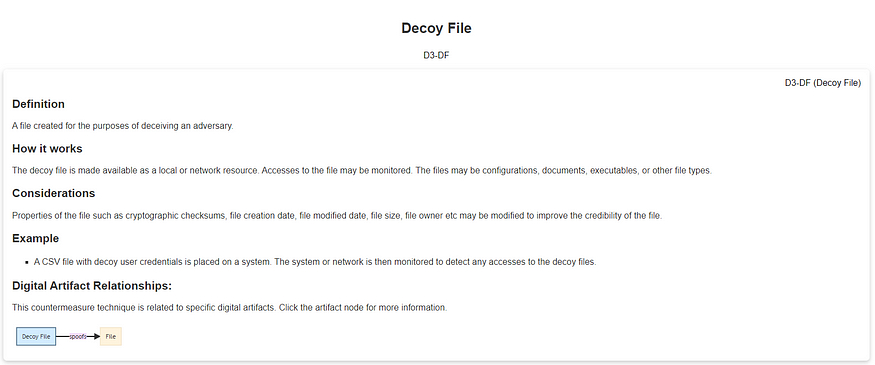 Decoy File
D3-DF
D3-DF (Decoy File)
Definition
A file created for the purposes of deceiving an adversary.
How it works
The decoy file is made available as a local or network resource. Accesses to the file may be monitored. The files may be configurations, documents, executables, or other file types.
Considerations
Properties of the file such as cryptographic checksums, file creation date, file modified date, file size, file owner etc may be modified to improve the credibility of the file.
Example
• A CSV file with decoy user credentials is placed on a system. The system or network is then monitored to detect any accesses to the decoy files.
Digital Artifact Relationships:
This countermeasure technique is related to specific digital artifacts. Click the artifact node for more information.
Decoy File spoofs File